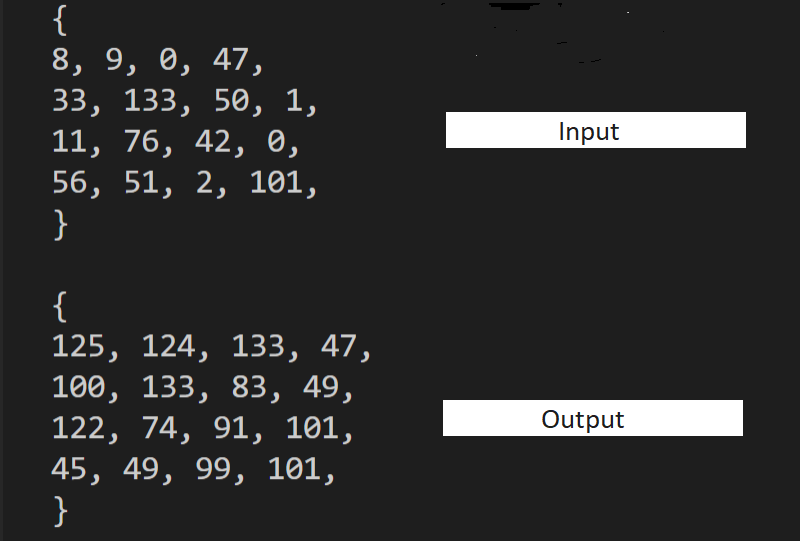 {
8, 9, 0, 47,
33, 133, 50, 1,
11, 76, 42, 0,
56, 51, 2, 101,
}
Input
{
125, 124, 133, 47,
100, 133, 83, 49,
122, 74, 91, 101,
45, 49, 99, 101,
}
Output